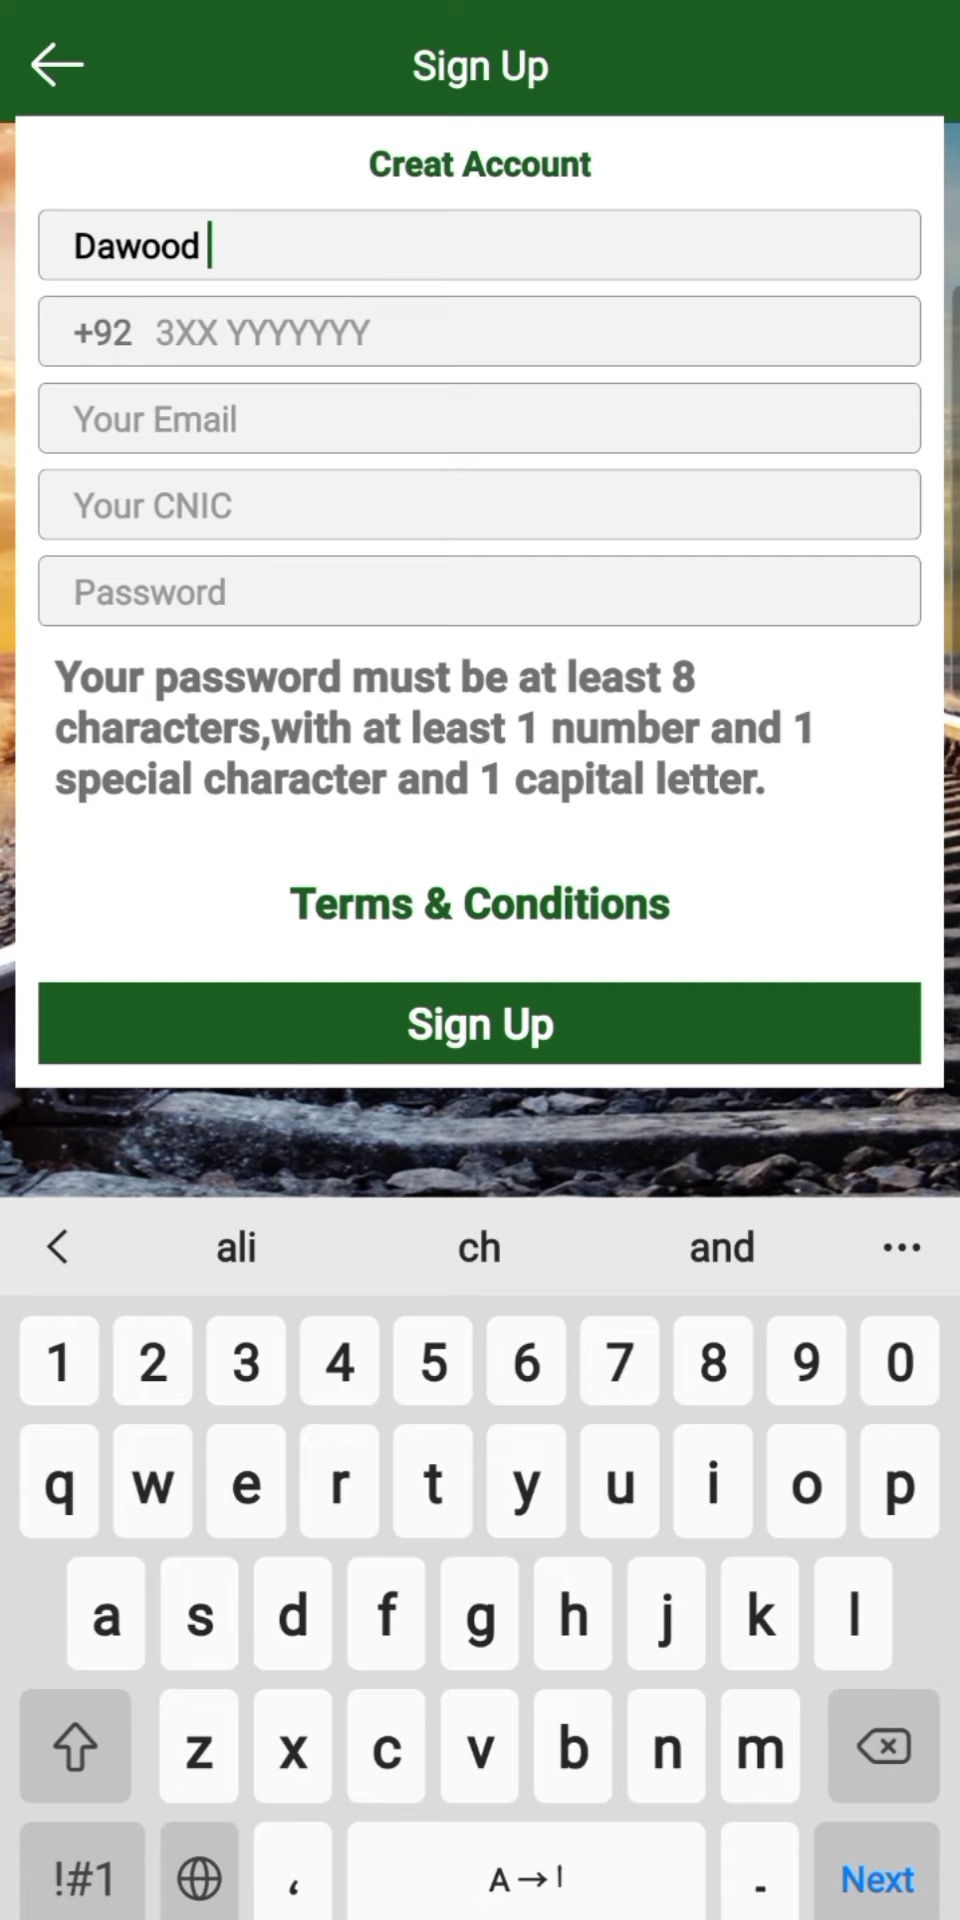 Sign Up
Creat Account
Dawood
+92 3XX YYYYYYY
Your Email
Your CNIC
Password
Your password must be at least 8
characters,with at least 1 number and 1
special character and 1 capital letter.
Terms & Conditions
Sign Up
ali ch and ...
1 2 3 4 5 6 7 8 9 0
q w e r t y u i o p
a s d f g h j k l
z x c v b n m
!#1 ، A→ا - Next